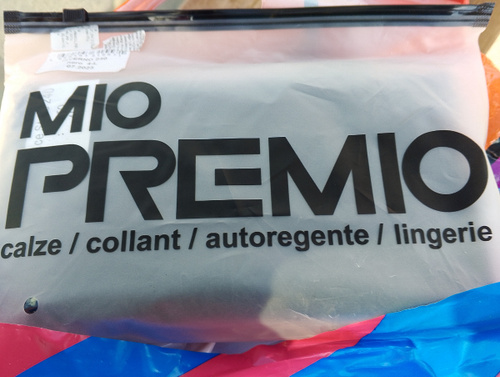 MIO
PREMIO
calze / collant / autoregente / lingerie